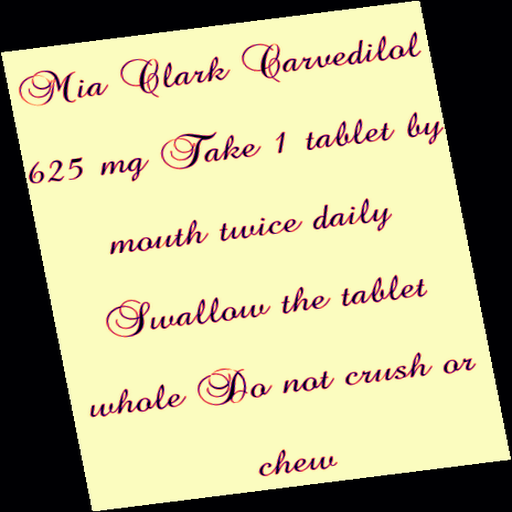 Mia Clark Carvedilol
625 mg Take 1 tablet by
mouth twice daily
Swallow the tablet
whole Do not crush or
chew